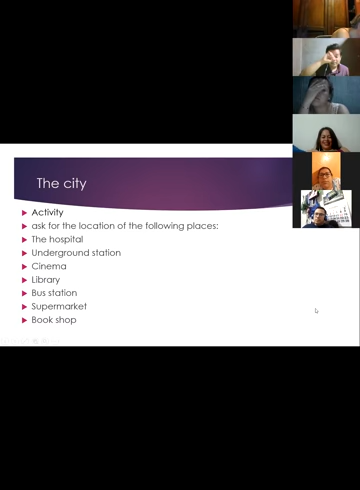 The city
Activity
ask for the location of the following places:
The hospital
Underground station
Cinema
Library
Bus station
Supermarket
Book shop